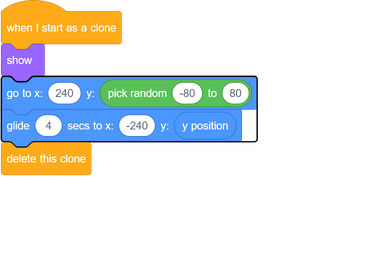 when I start as a clone
show
go to x: 240 y: pick random -80 to 80
glide 4 secs to x: -240 y: y position
delete this clone